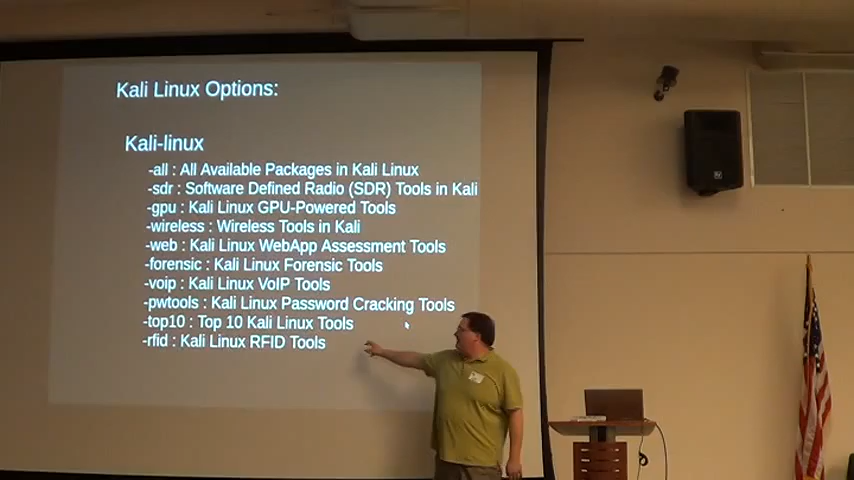 Kali Linux Options:
Kali-linux
-all : All Available Packages in Kali Linux
-sdr : Software Defined Radio (SDR) Tools in Kali
-gpu : Kali Linux GPU-Powered Tools
-wireless : Wireless Tools in Kali
-web : Kali Linux WebApp Assessment Tools
-forensic : Kali Linux Forensic Tools
-voip : Kali Linux VoIP Tools
-pwtools : Kali Linux Password Cracking Tools
-top10 : Top 10 Kali Linux Tools
-rfid : Kali Linux RFID Tools